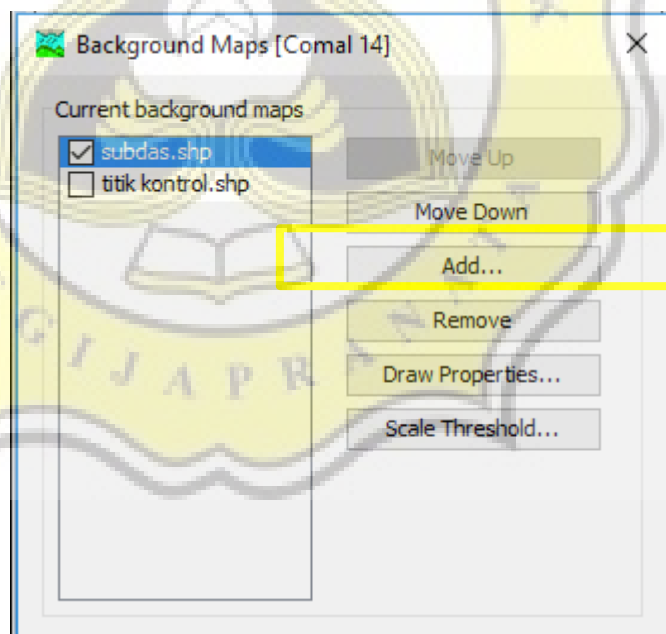 Background Maps [Comal 14]
Current background maps
subdas.shp
titik kontrol.shp
Move Up
Move Down
Add...
Remove
Draw Properties...
Scale Threshold...
G I J A P R A N A T